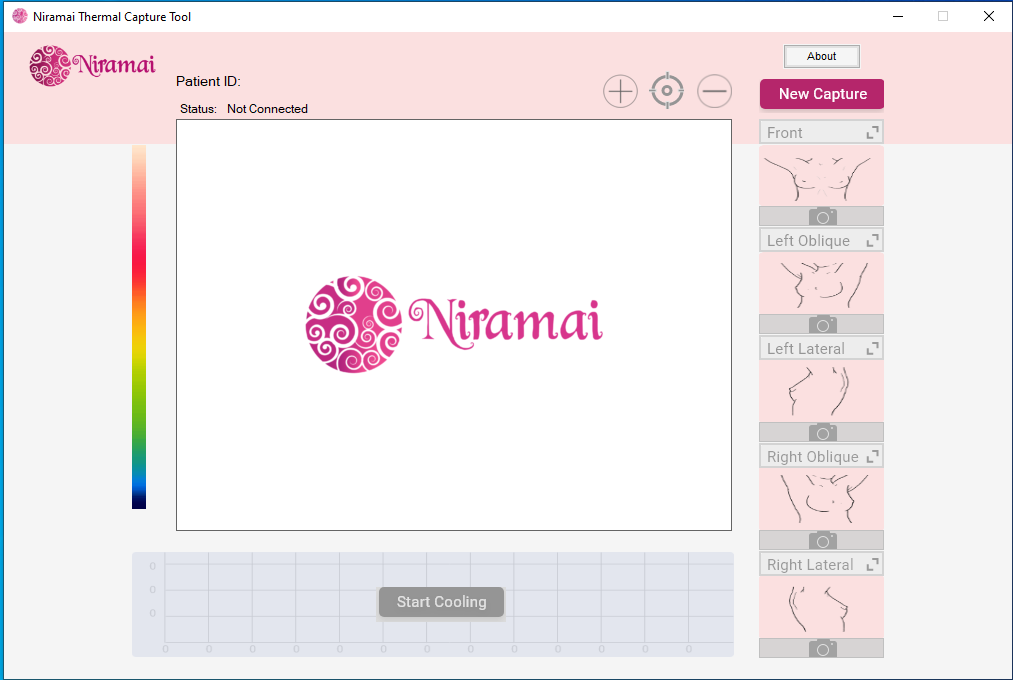 Niramai Thermal Capture Tool
Niramai
About
Patient ID:
New Capture
Status: Not Connected
Front
Left Oblique
Niramai
Left Lateral
Right Oblique
Right Lateral
0
0
0
Start Cooling
0 0 0 0 0 0 0 0 0 0 0 0 0